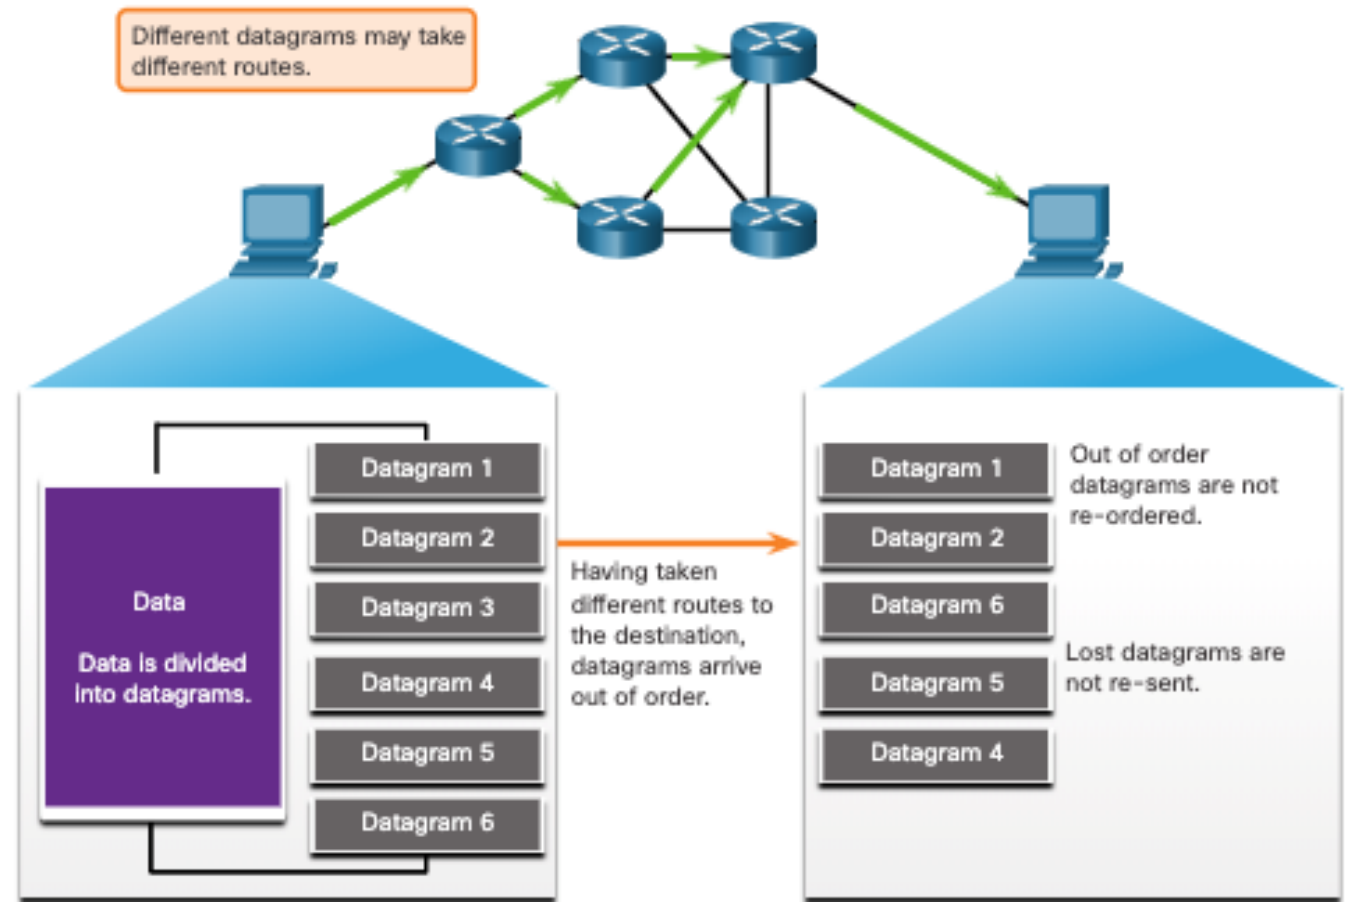 Different datagrams may take
different routes.
Data
Data is divided
into datagrams.
Datagram 1
Datagram 2
Datagram 3
Datagram 4
Datagram 5
Datagram 6
Having taken
different routes to
the destination,
datagrams arrive
out of order.
Datagram 1
Datagram 2
Datagram 6
Datagram 5
Datagram 4
Out of order
datagrams are not
re-ordered.
Lost datagrams are
not re-sent.